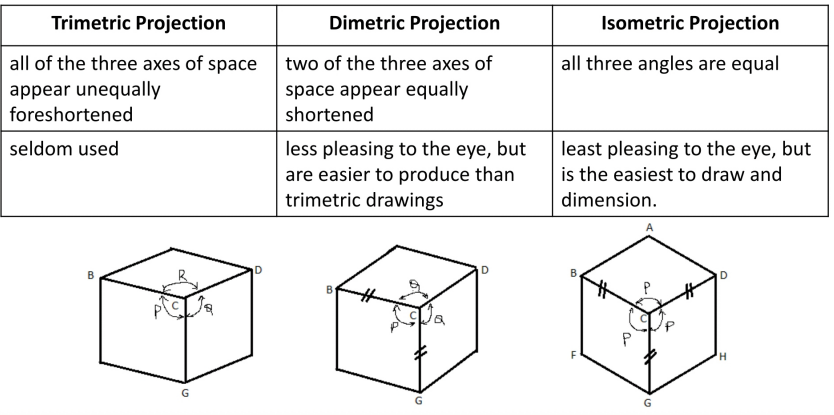 Trimetric Projection
Dimetric Projection
Isometric Projection
all of the three axes of space
appear unequally
foreshortened
two of the three axes of
space appear equally
shortened
all three angles are equal
seldom used
less pleasing to the eye, but
are easier to produce than
trimetric drawings
least pleasing to the eye, but
is the easiest to draw and
dimension.
B
D
R
C
P
Q
G
B
D
Q
C
P
Q
G
A
B
D
P
C
P
P
F
H
G